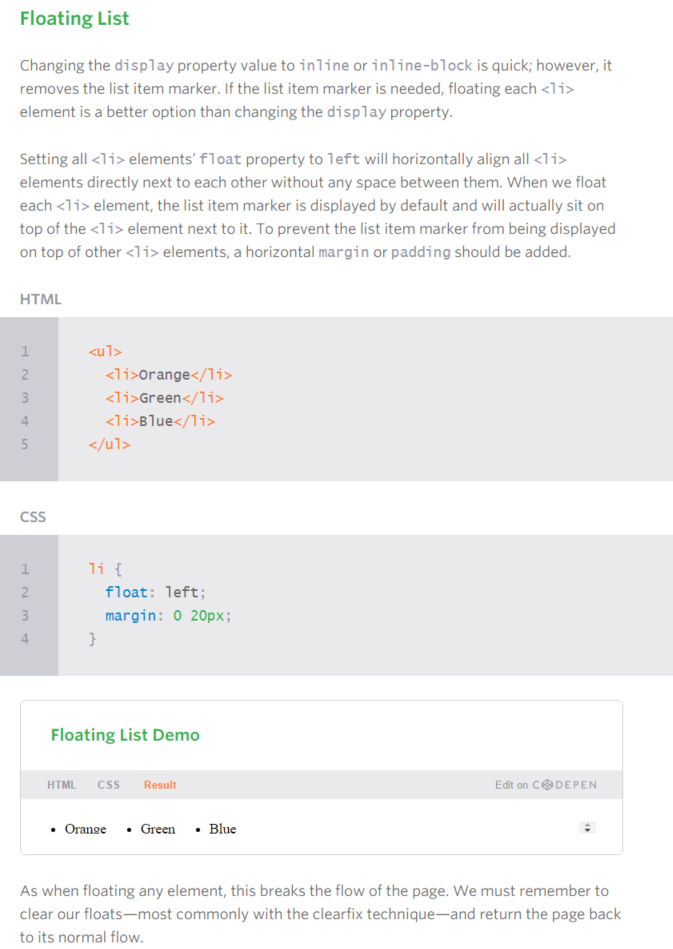 Floating List
Changing the display property value to inline or inline-block is quick; however, it
removes the list item marker. If the list item marker is needed, floating each <li>
element is a better option than changing the display property.
Setting all <li> elements' float property to left will horizontally align all <li>
elements directly next to each other without any space between them. When we float
each <li> element, the list item marker is displayed by default and will actually sit on
top of the <li> element next to it. To prevent the list item marker from being displayed
on top of other <li> elements, a horizontal margin or padding should be added.
HTML
1 <ul>
2 <li>Orange</li>
3 <li>Green</li>
4 <li>Blue</li>
5 </ul>
CSS
1 li {
2 float: left;
3 margin: 0 20px;
4 }
Floating List Demo
HTML CSS Result Edit on CODEPEN
• Orange • Green • Blue
As when floating any element, this breaks the flow of the page. We must remember to
clear our floats—most commonly with the clearfix technique—and return the page back
to its normal flow.